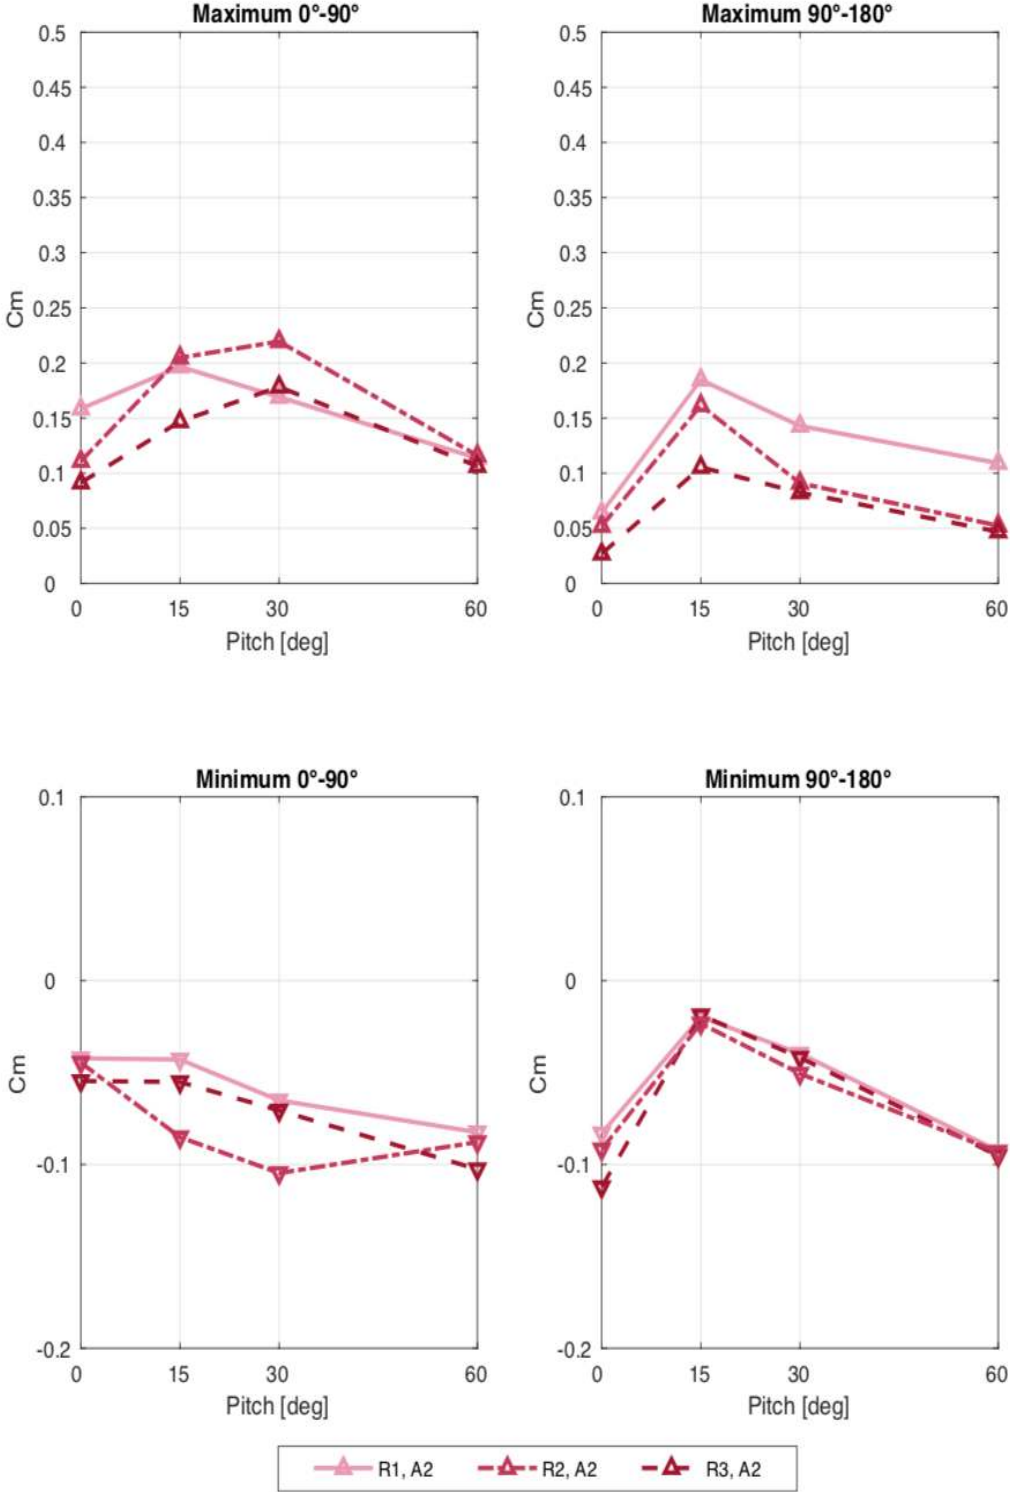 Maximum 0°-90°
0.5
0.45
0.4
0.35
0.3
0.25
0.2
0.15
0.1
0.05
0
Cm
0 15 30 60
Pitch [deg]
Maximum 90°-180°
0.5
0.45
0.4
0.35
0.3
0.25
0.2
0.15
0.1
0.05
0
Cm
0 15 30 60
Pitch [deg]
Minimum 0°-90°
0.1
0
-0.1
-0.2
Cm
0 15 30 60
Pitch [deg]
Minimum 90°-180°
0.1
0
-0.1
-0.2
Cm
0 15 30 60
Pitch [deg]
R1, A2 R2, A2 R3, A2